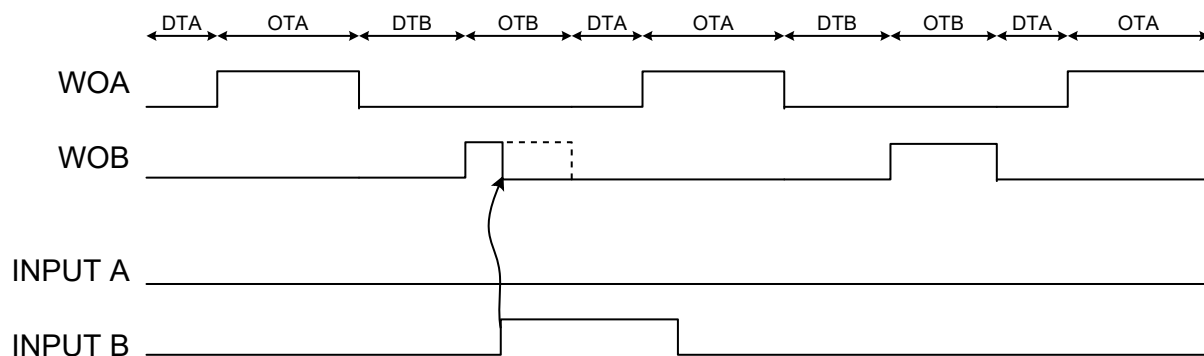 DTA OTA DTB OTB DTA OTA DTB OTB DTA OTA
WOA
WOB
INPUT A
INPUT B